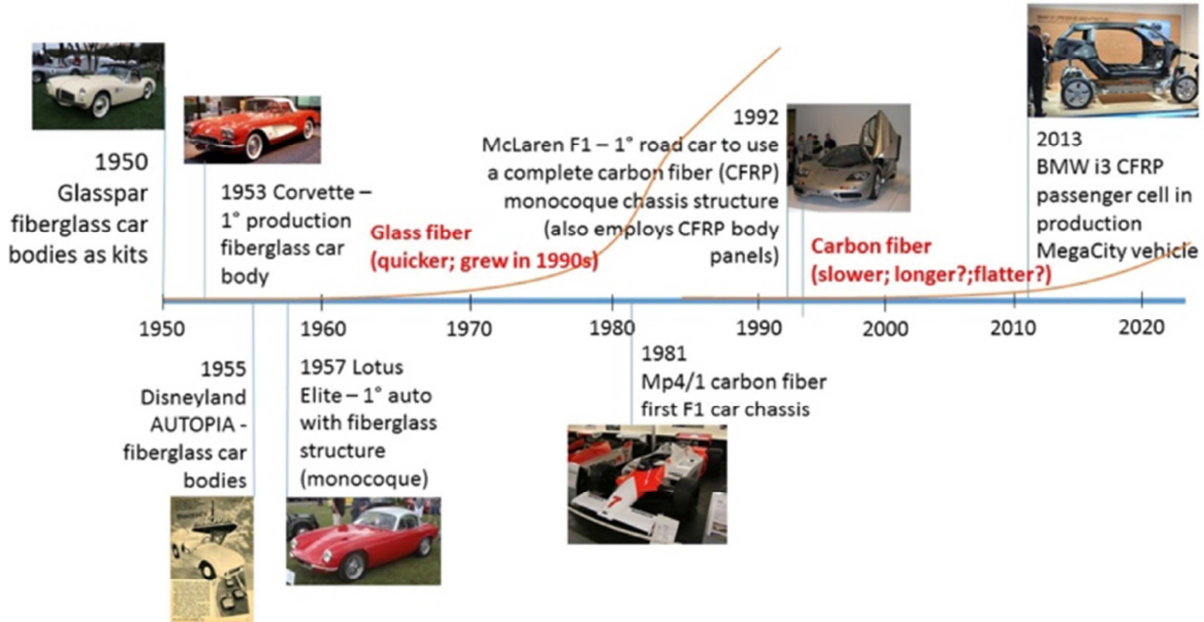 1950
Glasspar
fiberglass car
bodies as kits
1953 Corvette –
1° production
fiberglass car
body
Glass fiber
(quicker; grew in 1990s)
1992
McLaren F1 – 1° road car to use
a complete carbon fiber (CFRP)
monocoque chassis structure
(also employs CFRP body
panels)
Carbon fiber
(slower; longer?;flatter?)
2013
BMW i3 CFRP
passenger cell in
production
MegaCity vehicle
1950
1960
1970
1980
1990
2000
2010
2020
1955
Disneyland
AUTOPIA -
fiberglass car
bodies
1957 Lotus
Elite – 1° auto
with fiberglass
structure
(monocoque)
1981
Mp4/1 carbon fiber
first F1 car chassis
7